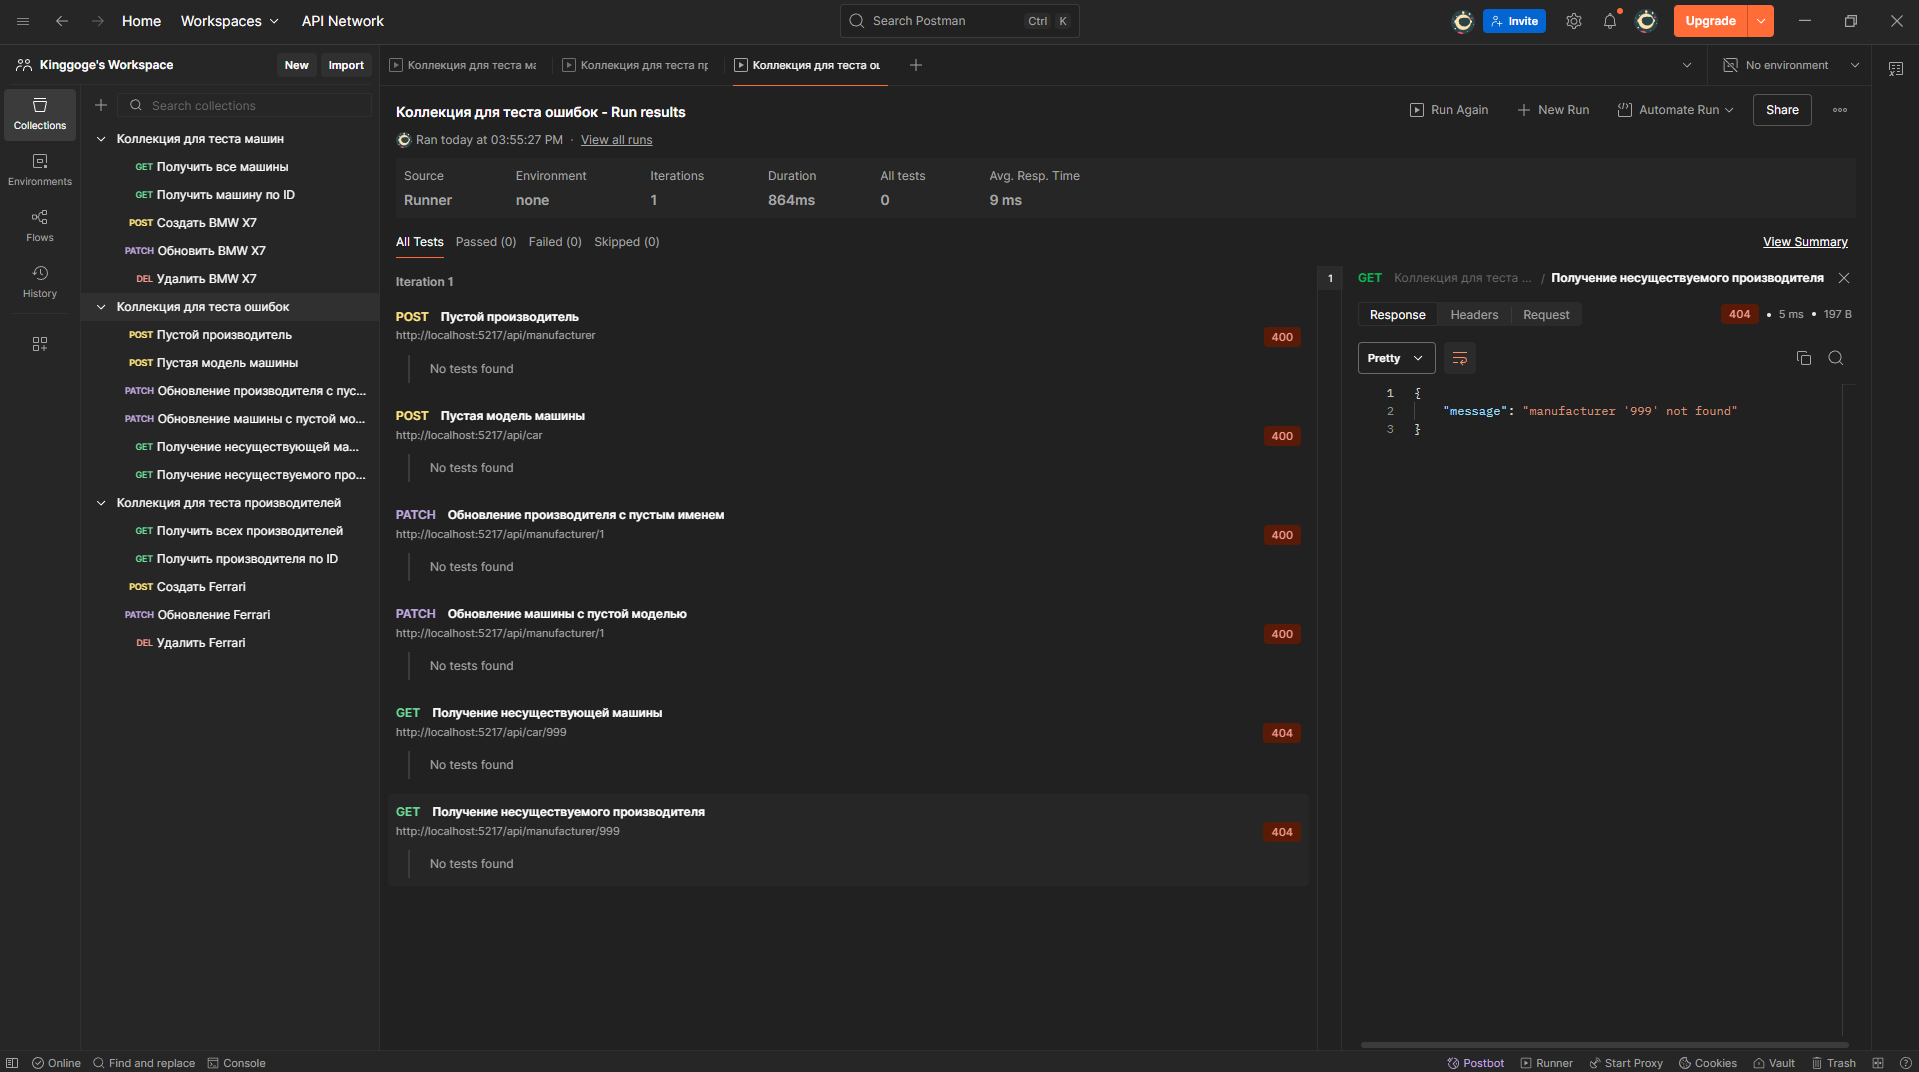 Home Workspaces API Network Search Postman Ctrl K Invite Upgrade
Kinggoge's Workspace New Import
Коллекция для теста ма Коллекция для теста пр Коллекция для теста ош No environment
Collections
Environments
Flows
History
Search collections
Коллекция для теста машин
GET Получить все машины
GET Получить машину по ID
POST Создать BMW X7
PATCH Обновить BMW X7
DEL Удалить BMW X7
Коллекция для теста ошибок
POST Пустой производитель
POST Пустая модель машины
PATCH Обновление производителя с пус...
PATCH Обновление машины с пустой мо...
GET Получение несуществующей ма...
GET Получение несуществуемого про...
Коллекция для теста производителей
GET Получить всех производителей
GET Получить производителя по ID
POST Создать Ferrari
PATCH Обновление Ferrari
DEL Удалить Ferrari
Коллекция для теста ошибок - Run results
Run Again New Run Automate Run Share
Ran today at 03:55:27 PM · View all runs
Source Environment Iterations Duration All tests Avg. Resp. Time
Runner none 1 864ms 0 9 ms
All Tests Passed (0) Failed (0) Skipped (0) View Summary
Iteration 1
POST Пустой производитель
http://localhost:5217/api/manufacturer
400
No tests found
POST Пустая модель машины
http://localhost:5217/api/car
400
No tests found
PATCH Обновление производителя с пустым именем
http://localhost:5217/api/manufacturer/1
400
No tests found
PATCH Обновление машины с пустой моделью
http://localhost:5217/api/manufacturer/1
400
No tests found
GET Получение несуществующей машины
http://localhost:5217/api/car/999
404
No tests found
GET Получение несуществуемого производителя
http://localhost:5217/api/manufacturer/999
404
No tests found
1
GET Коллекция для теста ... / Получение несуществуемого производителя
Response Headers Request 404 • 5 ms • 197 B
Pretty
1 {
2 "message": "manufacturer '999' not found"
3 }
Online Find and replace Console Postbot Runner Start Proxy Cookies Vault Trash